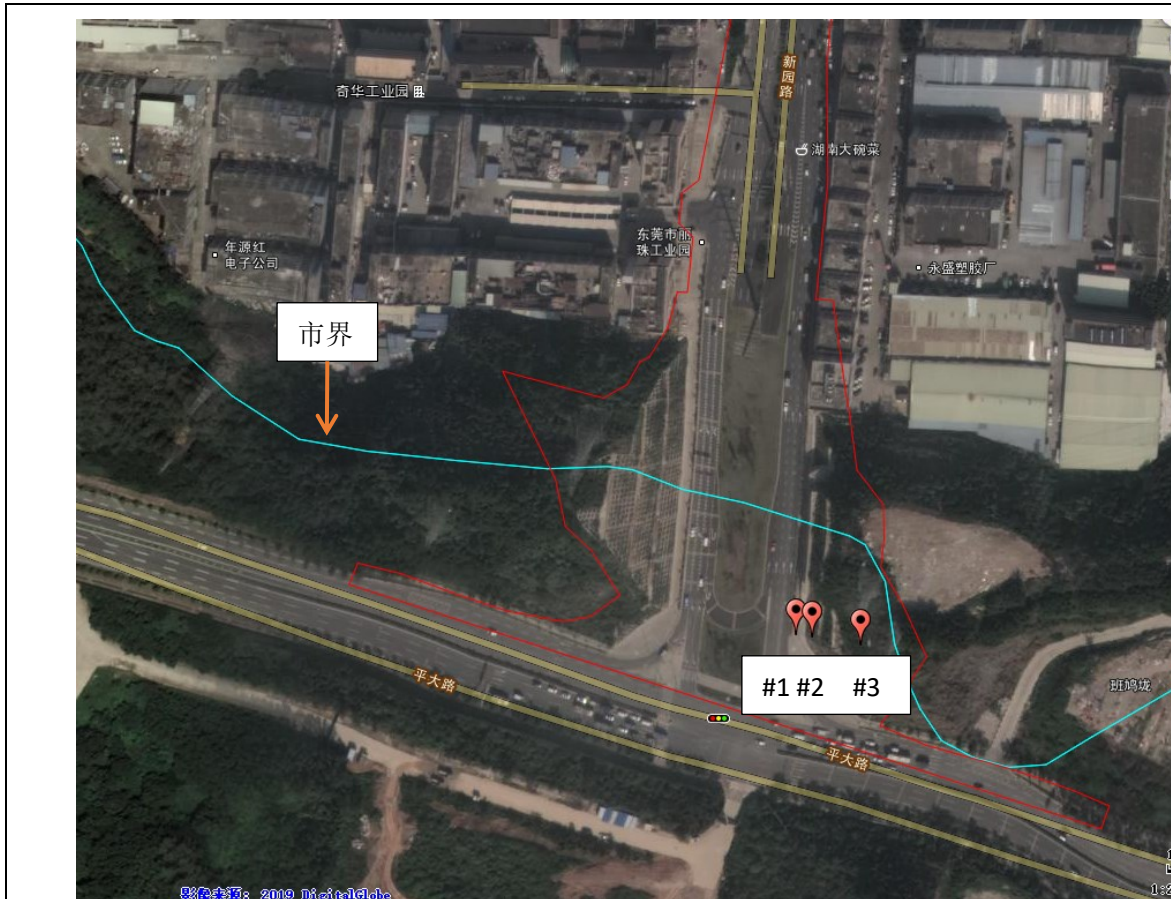 新园路
奇华工业园
湖南大碗菜
东莞市丽
珠工业园
年源红
电子公司
永盛塑胶厂
市界
#1 #2 #3
平大路
班鸠垅
平大路
影像来源: 2019 DigitalGlobe